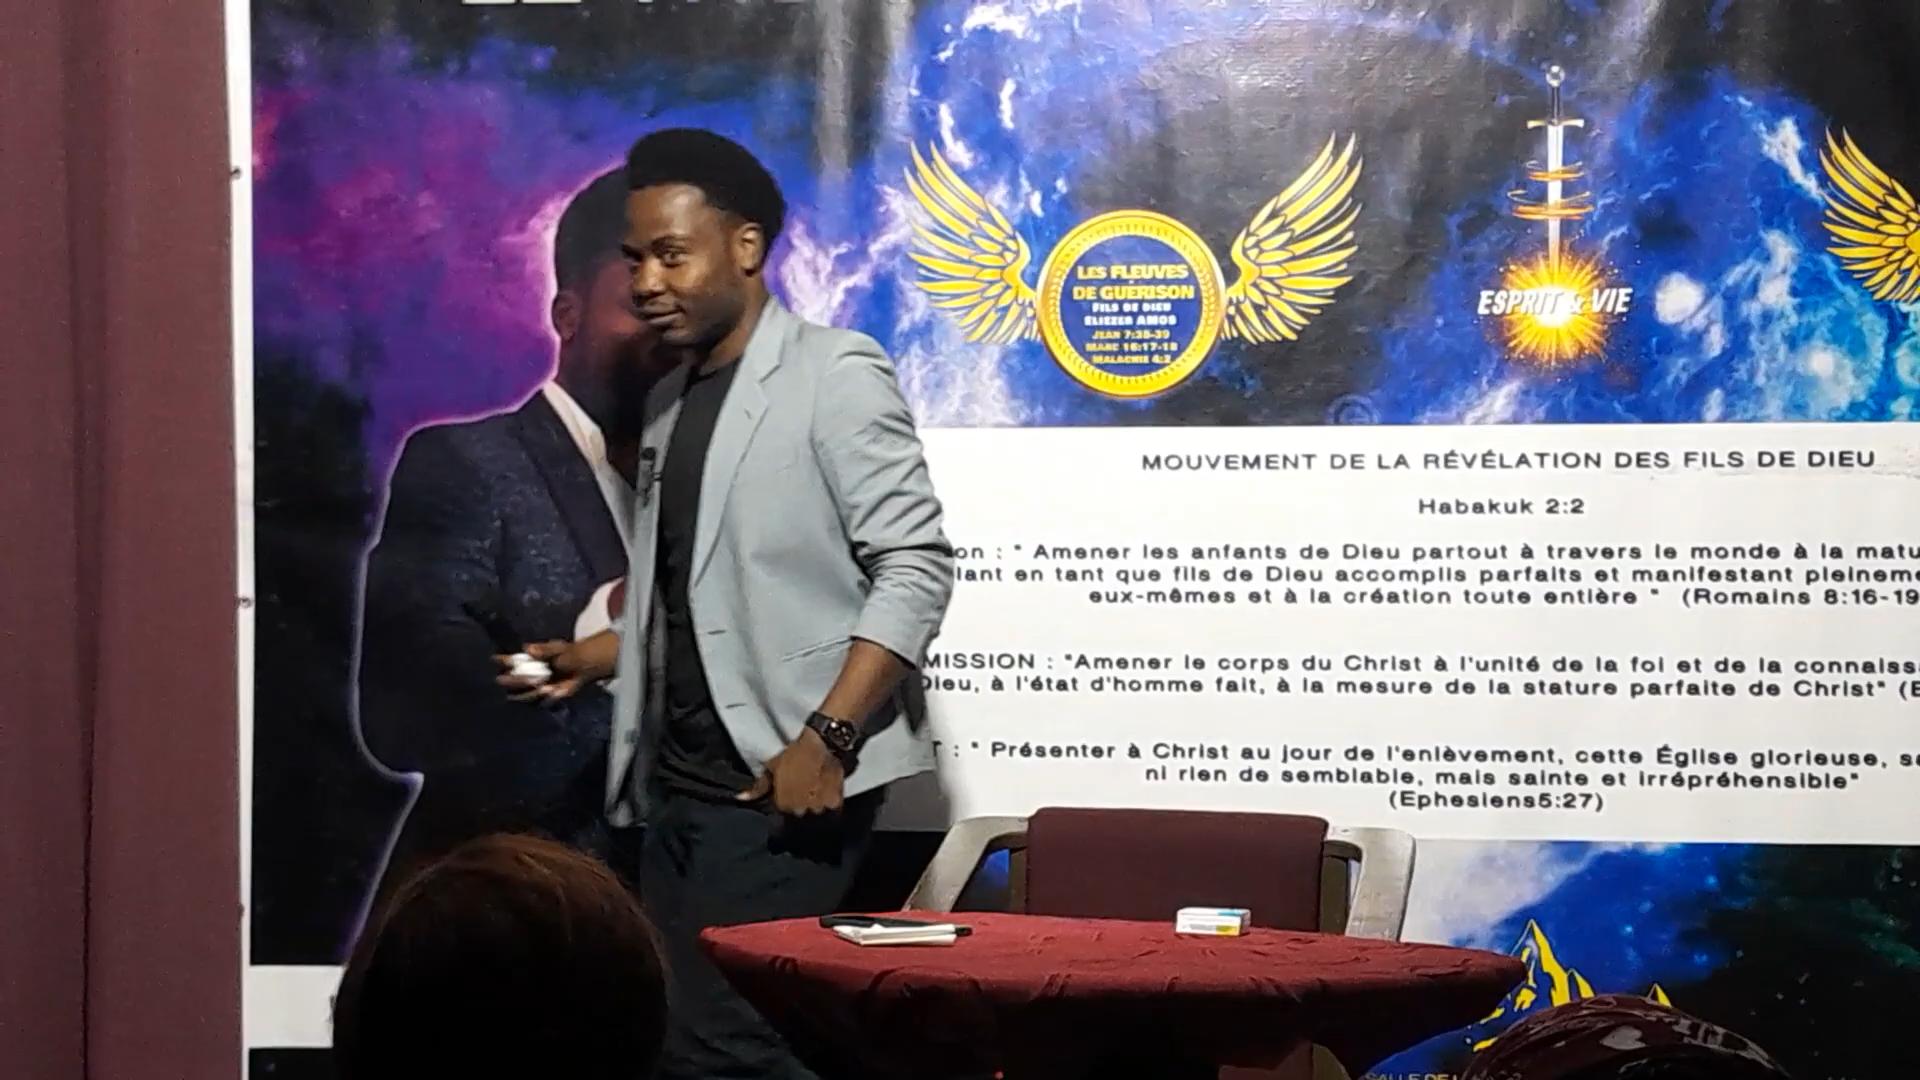 LES FLEUVES
DE GUÉRISON
FILS DE DIEU
ELIEZER AMOS
JEAN 7:38-39
MARC 16:17-18
MALACHIE 4:2
ESPRIT & VIE
MOUVEMENT DE LA RÉVÉLATION DES FILS DE DIEU
Habakuk 2:2
on : " Amener les anfants de Dieu partout à travers le monde à la matu
lant en tant que fils de Dieu accomplis parfaits et manifestant pleineme
eux-mêmes et à la création toute entière " (Romains 8:16-19
MISSION : "Amener le corps du Christ à l'unité de la foi et de la connaiss
Dieu, à l'état d'homme fait, à la mesure de la stature parfaite de Christ" (E
T : " Présenter à Christ au jour de l'enlèvement, cette Église glorieuse, s
ni rien de semblable, mais sainte et irrépréhensible"
(Ephesiens5:27)